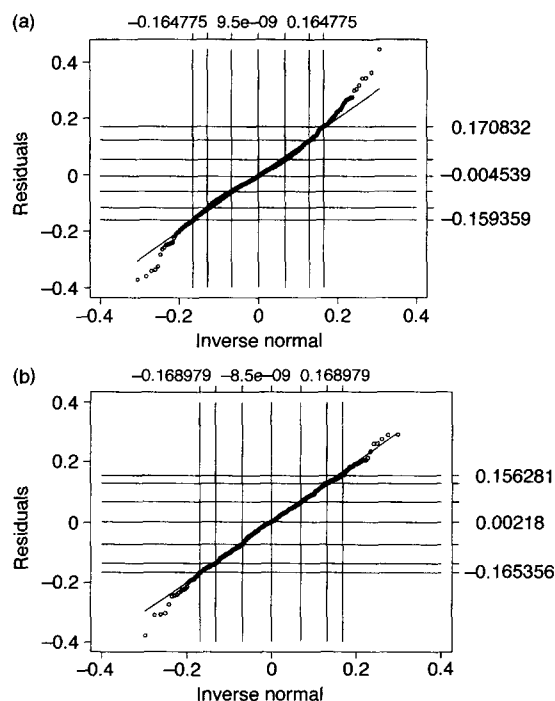 (a)
−0.164775 9.5e−09 0.164775
0.4
0.2
0
−0.2
−0.4
Residuals
0.170832
−0.004539
−0.159359
−0.4 −0.2 0 0.2 0.4
Inverse normal
(b)
−0.168979 −8.5e−09 0.168979
0.4
0.2
0
−0.2
−0.4
Residuals
0.156281
0.00218
−0.165356
−0.4 −0.2 0 0.2 0.4
Inverse normal